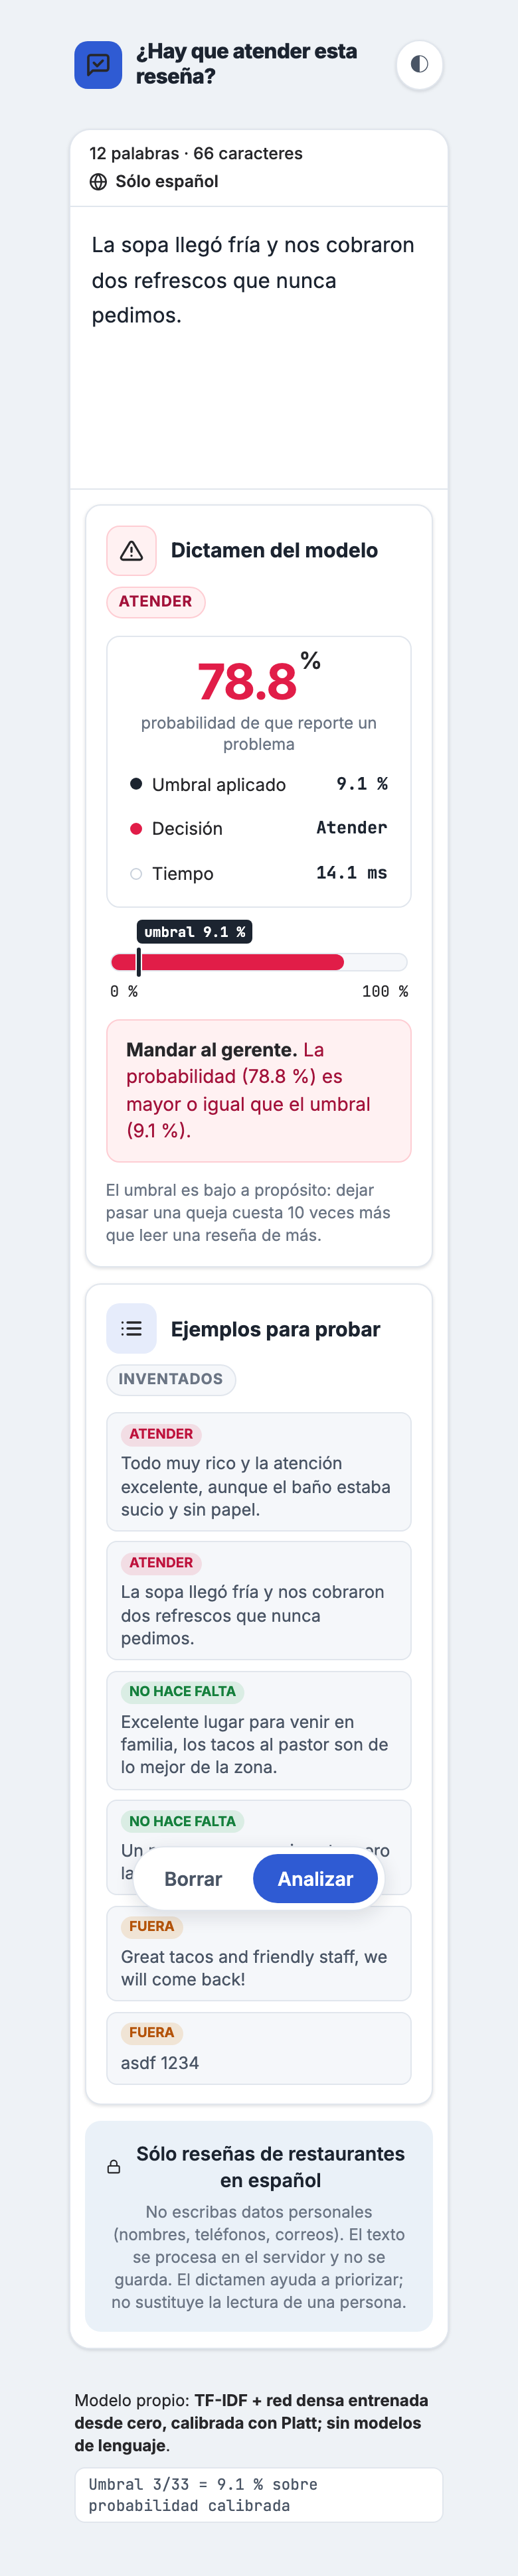 ¿Hay que atender esta
reseña?
12 palabras · 66 caracteres
Sólo español
La sopa llegó fría y nos cobraron
dos refrescos que nunca
pedimos.
Dictamen del modelo
ATENDER
78.8%
probabilidad de que reporte un
problema
Umbral aplicado 9.1 %
Decisión Atender
Tiempo 14.1 ms
umbral 9.1 %
0 % 100 %
Mandar al gerente. La
probabilidad (78.8 %) es
mayor o igual que el umbral
(9.1 %).
El umbral es bajo a propósito: dejar
pasar una queja cuesta 10 veces más
que leer una reseña de más.
Ejemplos para probar
INVENTADOS
ATENDER
Todo muy rico y la atención
excelente, aunque el baño estaba
sucio y sin papel.
ATENDER
La sopa llegó fría y nos cobraron
dos refrescos que nunca
pedimos.
NO HACE FALTA
Excelente lugar para venir en
familia, los tacos al pastor son de
lo mejor de la zona.
NO HACE FALTA
Un
la
Borrar Analizar
FUERA
Great tacos and friendly staff, we
will come back!
FUERA
asdf 1234
Sólo reseñas de restaurantes
en español
No escribas datos personales
(nombres, teléfonos, correos). El texto
se procesa en el servidor y no se
guarda. El dictamen ayuda a priorizar;
no sustituye la lectura de una persona.
Modelo propio: TF-IDF + red densa entrenada
desde cero, calibrada con Platt; sin modelos
de lenguaje.
Umbral 3/33 = 9.1 % sobre
probabilidad calibrada